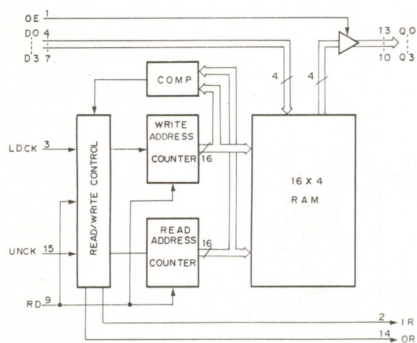 OE 1
D0 4
D3 7
13 Q0
10 Q3
4
4
COMP
LDCK 3
READ/WRITE CONTROL
WRITE
ADDRESS
COUNTER
16
16 X 4
RAM
UNCK 15
READ
ADDRESS
COUNTER
16
RD 9
2 IR
14 OR